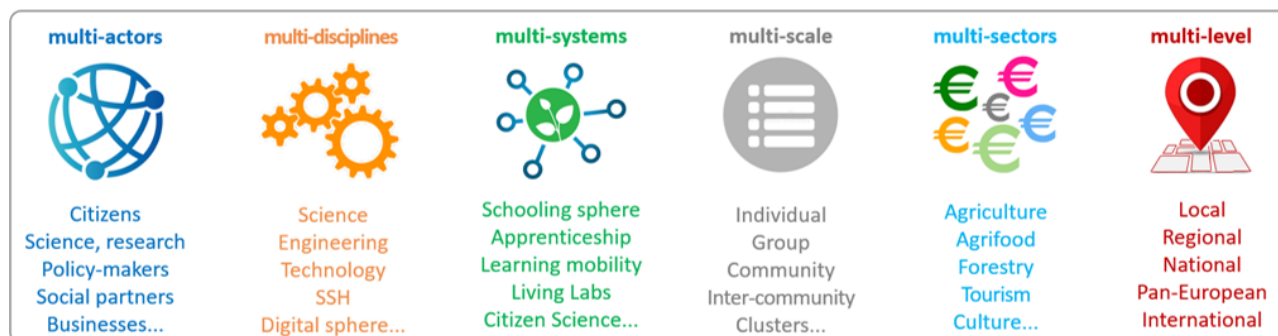 multi-actors
Citizens
Science, research
Policy-makers
Social partners
Businesses...
multi-disciplines
Science
Engineering
Technology
SSH
Digital sphere...
multi-systems
Schooling sphere
Apprenticeship
Learning mobility
Living Labs
Citizen Science...
multi-scale
Individual
Group
Community
Inter-community
Clusters...
multi-sectors
€
€
€
€
€
€
Agriculture
Agrifood
Forestry
Tourism
Culture...
multi-level
Local
Regional
National
Pan-European
International